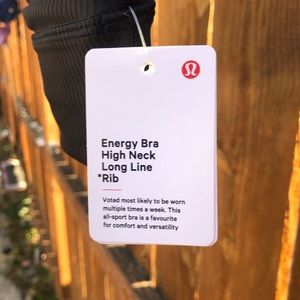 Energy Bra
High Neck
Long Line
*Rib
Voted most likely to be worn
multiple times a week. This
all-sport bra is a favourite
for comfort and versatility